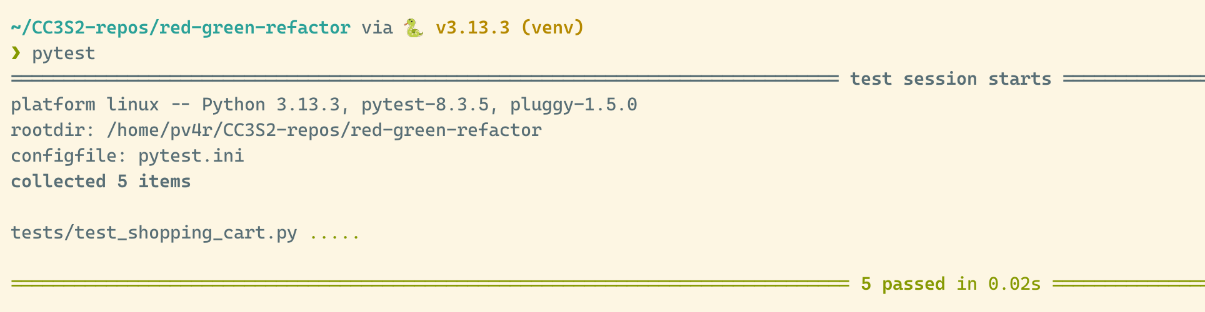 ~/CC3S2-repos/red-green-refactor via 🐍 v3.13.3 (venv)
❯ pytest
═══════════════════════════ test session starts ═══════════════════════════
platform linux -- Python 3.13.3, pytest-8.3.5, pluggy-1.5.0
rootdir: /home/pv4r/CC3S2-repos/red-green-refactor
configfile: pytest.ini
collected 5 items
tests/test_shopping_cart.py .....
═══════════════════════════ 5 passed in 0.02s ═══════════════════════════